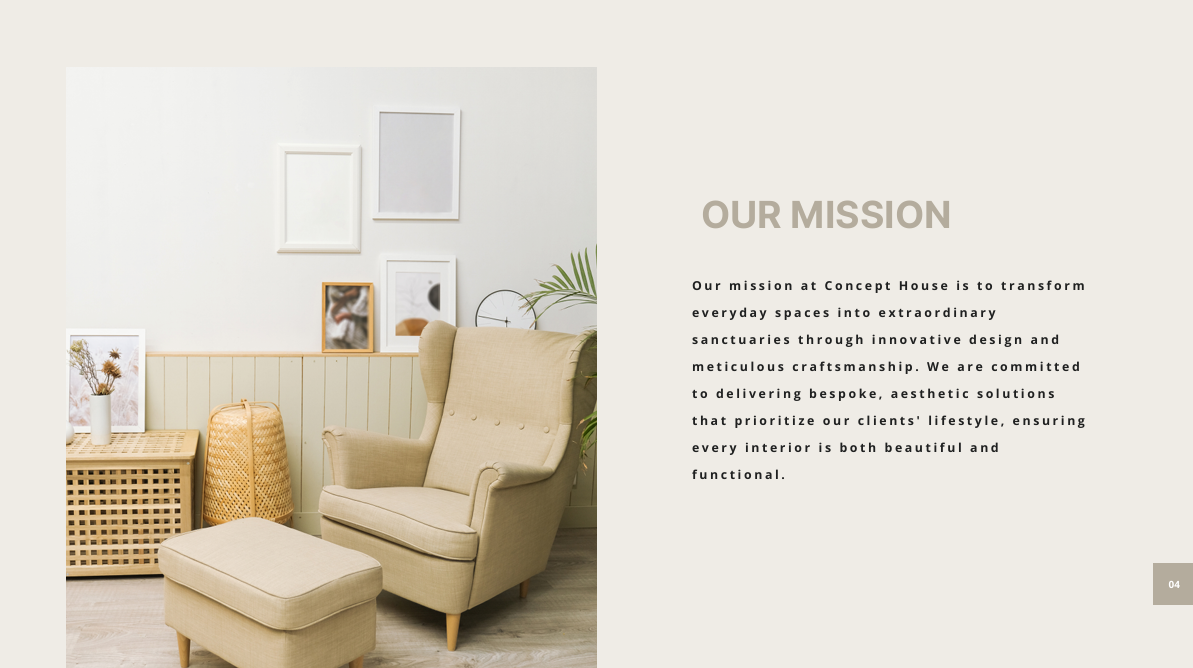 OUR MISSION
Our mission at Concept House is to transform
everyday spaces into extraordinary
sanctuaries through innovative design and
meticulous craftsmanship. We are committed
to delivering bespoke, aesthetic solutions
that prioritize our clients' lifestyle, ensuring
every interior is both beautiful and
functional.
04